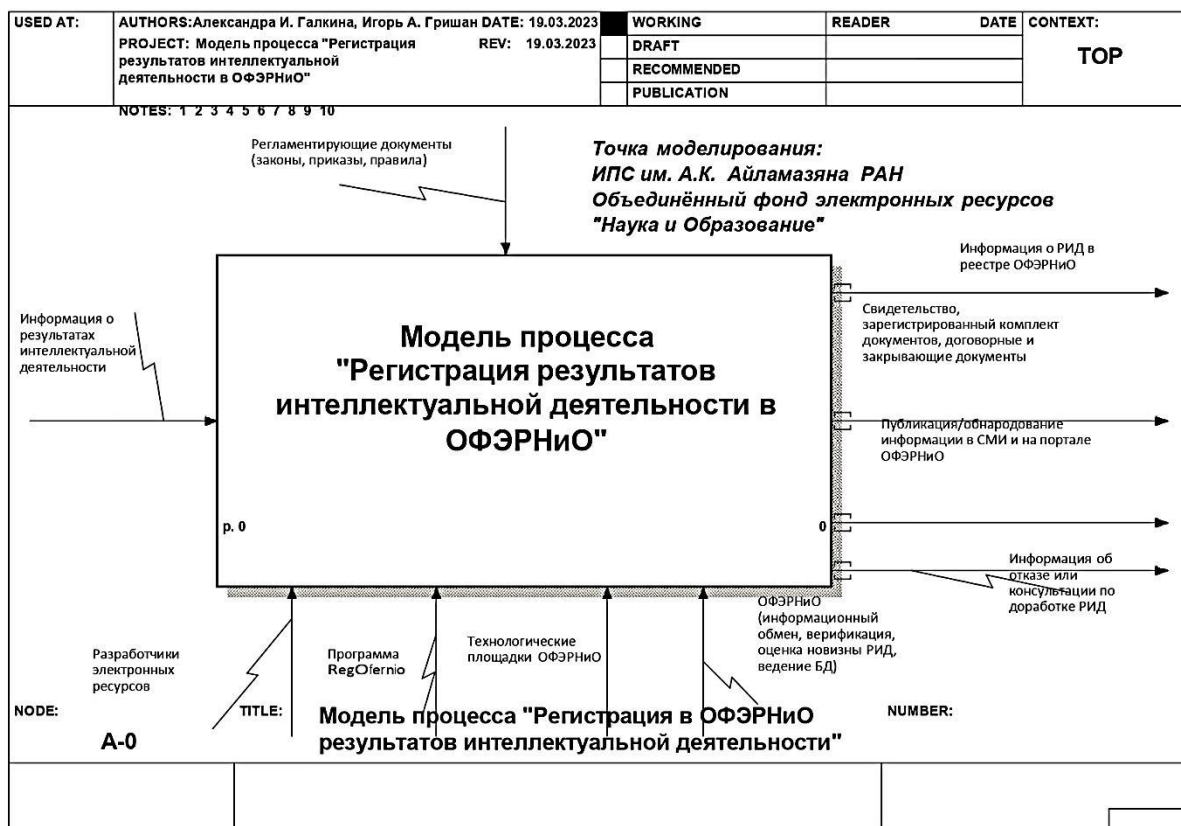 USED AT:
AUTHORS:Александра И. Галкина, Игорь А. Гришан DATE: 19.03.2023
PROJECT: Модель процесса "Регистрация
результатов интеллектуальной
деятельности в ОФЭРНиО"
REV: 19.03.2023
NOTES: 1 2 3 4 5 6 7 8 9 10
WORKING
DRAFT
RECOMMENDED
PUBLICATION
READER
DATE
CONTEXT:
TOP
Регламентирующие документы
(законы, приказы, правила)
Точка моделирования:
ИПС им. А.К. Айламазяна РАН
Объединённый фонд электронных ресурсов
"Наука и Образование"
Информация о РИД в
реестре ОФЭРНиО
Информация о
результатах
интеллектуальной
деятельности
Модель процесса
"Регистрация результатов
интеллектуальной деятельности в
ОФЭРНиО"
Свидетельство,
зарегистрированный комплект
документов, договорные и
закрывающие документы
Публикация/обнародование
информации в СМИ и на портале
ОФЭРНиО
р. 0
0
Информация об
отказе или
консультации по
доработке РИД
Разработчики
электронных
ресурсов
Программа
RegOfernio
Технологические
площадки ОФЭРНиО
ОФЭРНиО
(информационный
обмен, верификация,
оценка новизны РИД,
ведение БД)
NODE:
A-0
TITLE:
Модель процесса "Регистрация в ОФЭРНиО
результатов интеллектуальной деятельности"
NUMBER: